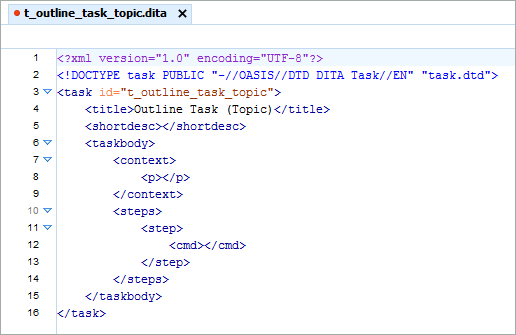 t_outline_task_topic.dita
1 <?xml version="1.0" encoding="UTF-8"?>
2 <!DOCTYPE task PUBLIC "-//OASIS//DTD DITA Task//EN" "task.dtd">
3 <task id="t_outline_task_topic">
4 <title>Outline Task (Topic)</title>
5 <shortdesc></shortdesc>
6 <taskbody>
7 <context>
8 <p></p>
9 </context>
10 <steps>
11 <step>
12 <cmd></cmd>
13 </step>
14 </steps>
15 </taskbody>
16 </task>